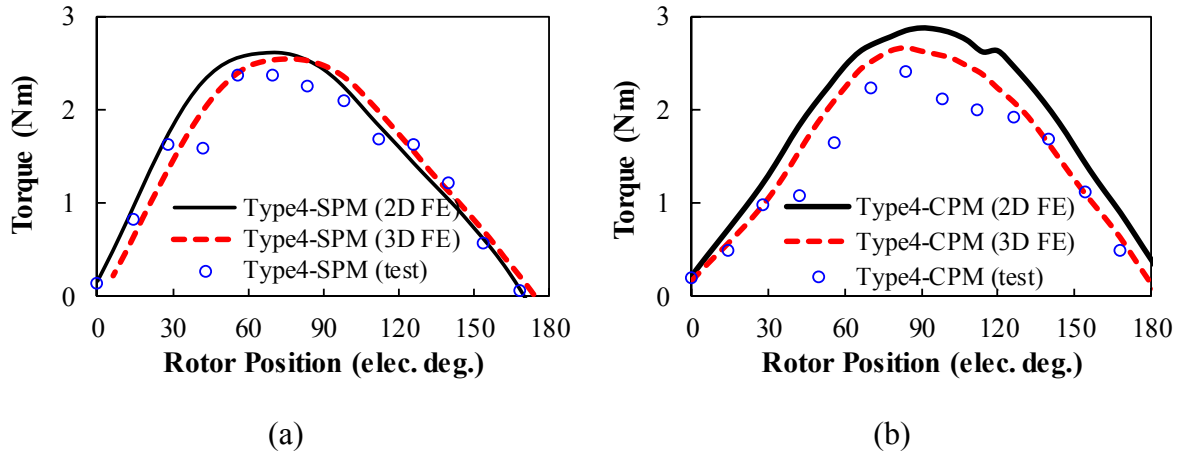 3
2
1
0
Torque (Nm)
Type4-SPM (2D FE)
Type4-SPM (3D FE)
Type4-SPM (test)
0 30 60 90 120 150 180
Rotor Position (elec. deg.)
(a)
3
2
1
0
Torque (Nm)
Type4-CPM (2D FE)
Type4-CPM (3D FE)
Type4-CPM (test)
0 30 60 90 120 150 180
Rotor Position (elec. deg.)
(b)